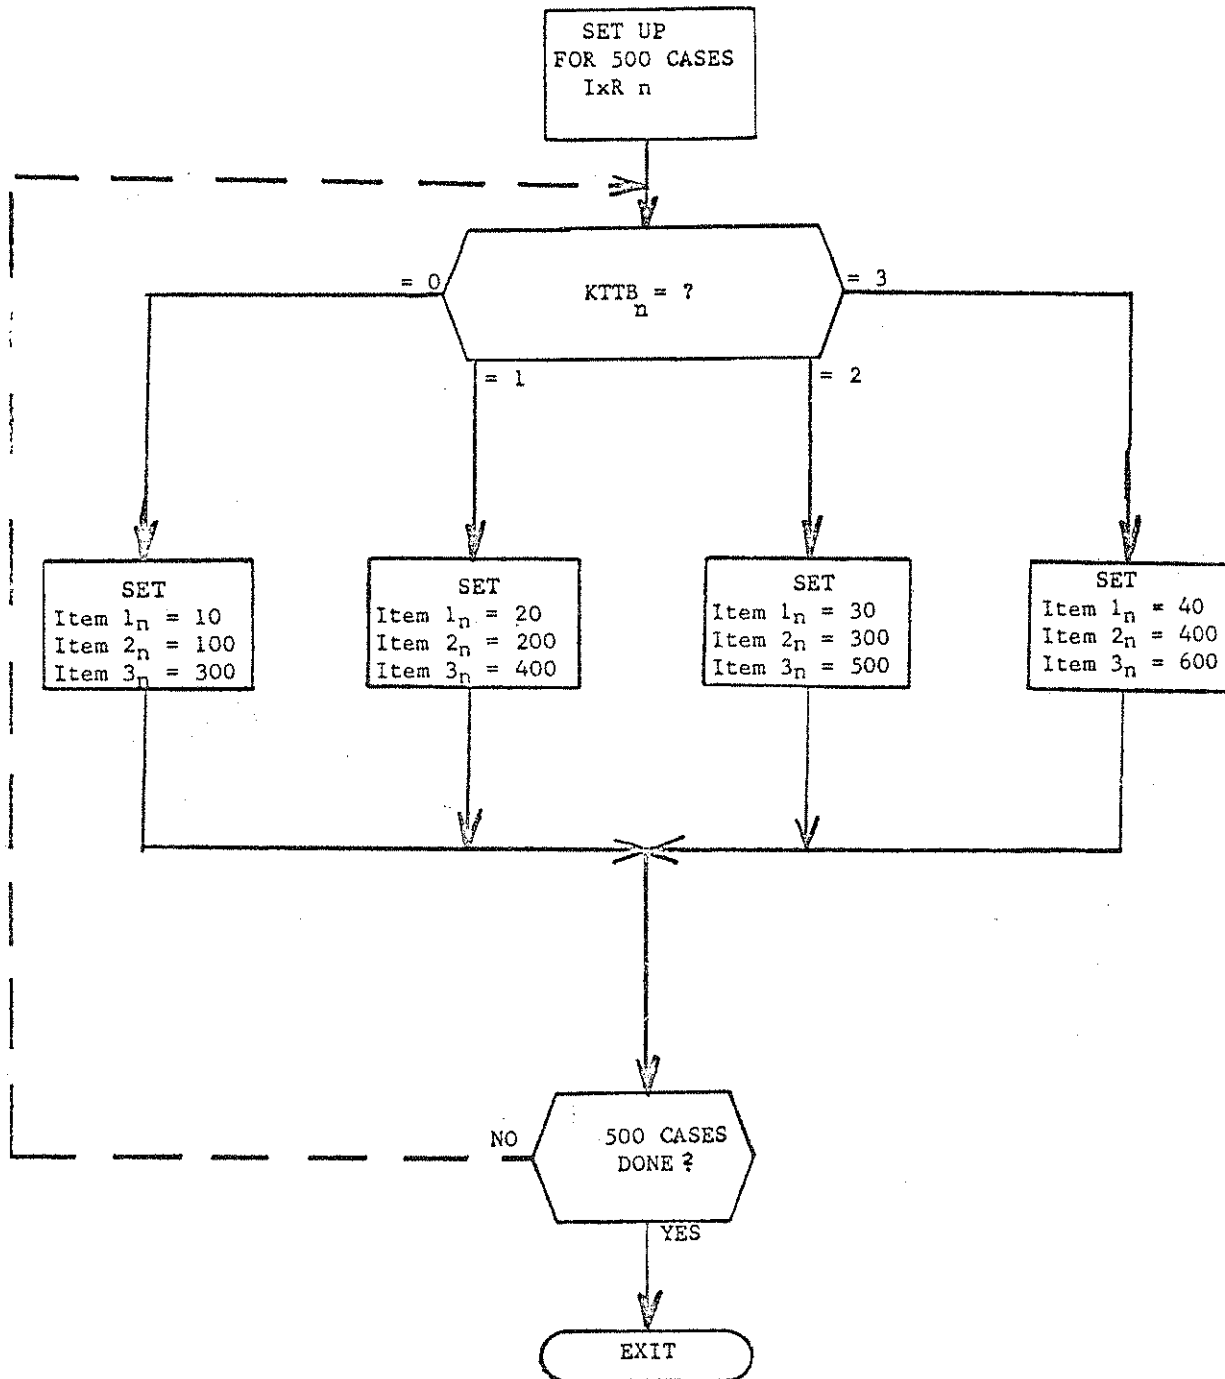 SET UP
FOR 500 CASES
IxR n
= 0
KTTBn = ?
= 3
= 1
= 2
SET
Item 1n = 10
Item 2n = 100
Item 3n = 300
SET
Item 1n = 20
Item 2n = 200
Item 3n = 400
SET
Item 1n = 30
Item 2n = 300
Item 3n = 500
SET
Item 1n = 40
Item 2n = 400
Item 3n = 600
NO
500 CASES
DONE ?
YES
EXIT